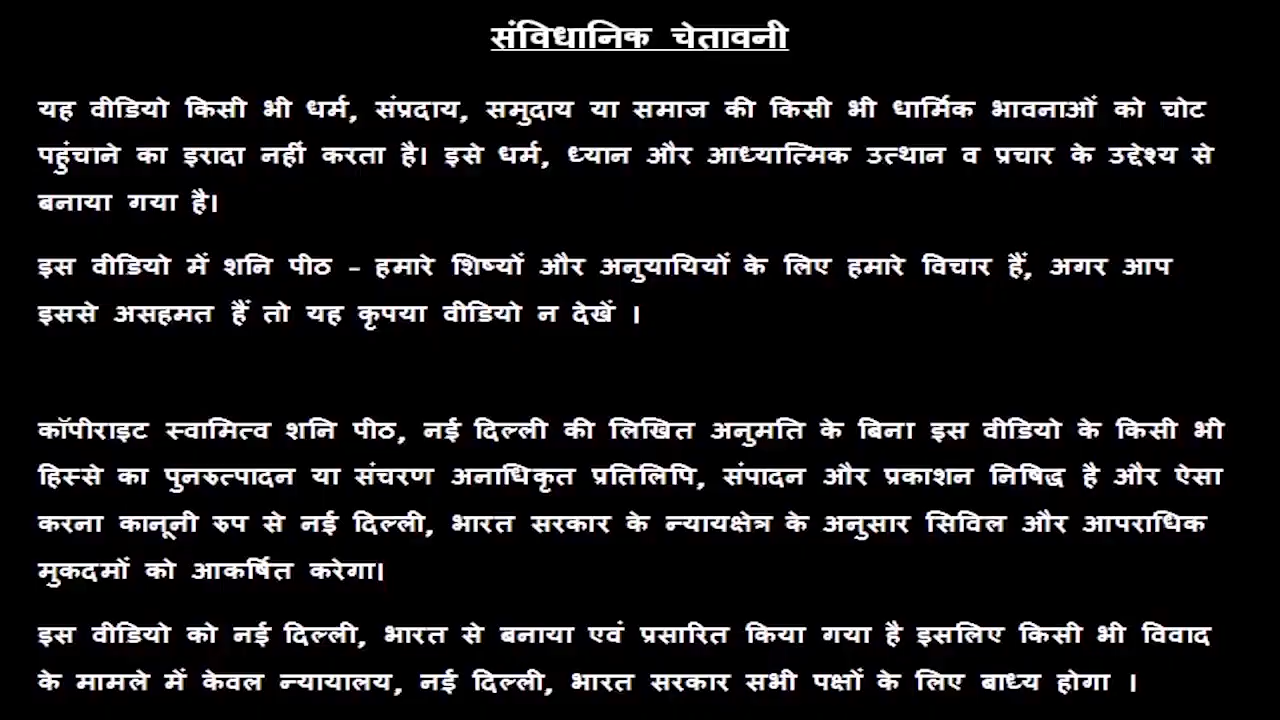 संविधानिक चेतावनी
यह वीडियो किसी भी धर्म, संप्रदाय, समुदाय या समाज की किसी भी धार्मिक भावनाओं को चोट
पहुंचाने का इरादा नहीं करता है। इसे धर्म, ध्यान और आध्यात्मिक उत्थान व प्रचार के उद्देश्य से
बनाया गया है।
इस वीडियो में शनि पीठ – हमारे शिष्यों और अनुयायियों के लिए हमारे विचार हैं, अगर आप
इससे असहमत हैं तो यह कृपया वीडियो न देखें ।
कॉपीराइट स्वामित्व शनि पीठ, नई दिल्ली की लिखित अनुमति के बिना इस वीडियो के किसी भी
हिस्से का पुनरुत्पादन या संचरण अनाधिकृत प्रतिलिपि, संपादन और प्रकाशन निषिद्ध है और ऐसा
करना कानूनी रुप से नई दिल्ली, भारत सरकार के न्यायक्षेत्र के अनुसार सिविल और आपराधिक
मुकदमों को आकर्षित करेगा।
इस वीडियो को नई दिल्ली, भारत से बनाया एवं प्रसारित किया गया है इसलिए किसी भी विवाद
के मामले में केवल न्यायालय, नई दिल्ली, भारत सरकार सभी पक्षों के लिए बाध्य होगा ।